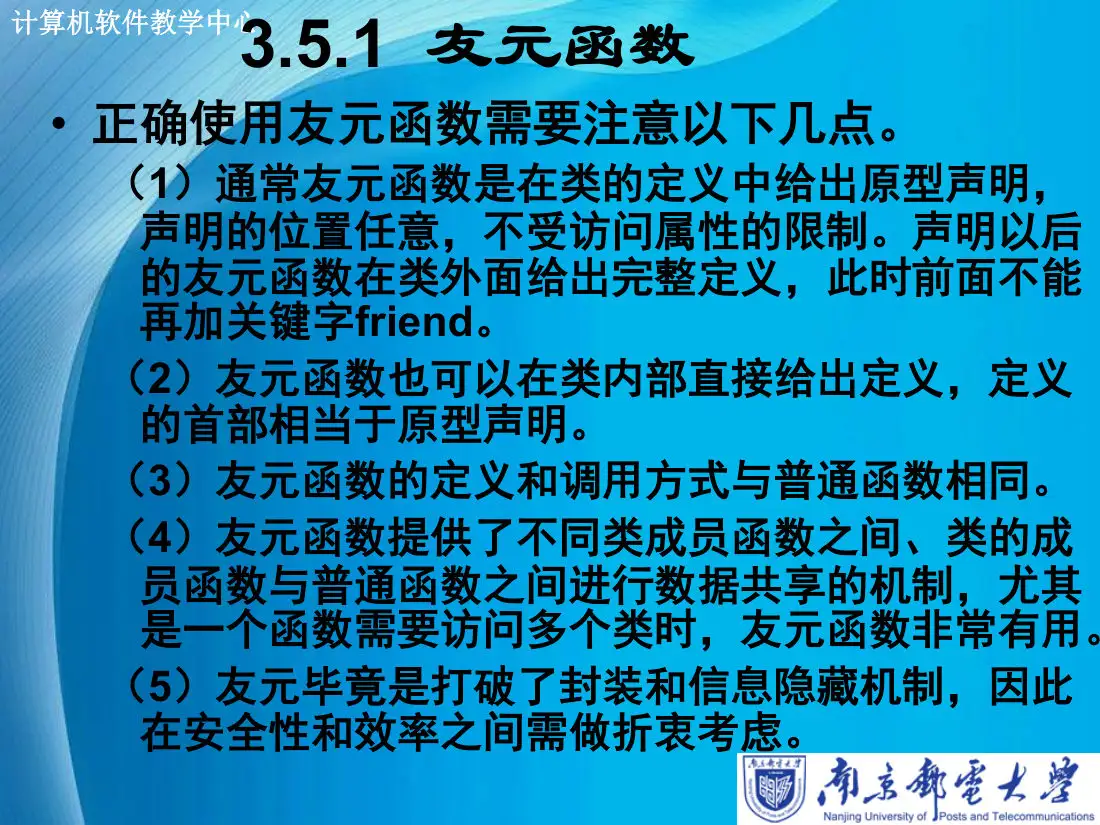 计算机软件教学中心
3.5.1 友元函数
• 正确使用友元函数需要注意以下几点。
（1）通常友元函数是在类的定义中给出原型声明，
声明的位置任意，不受访问属性的限制。声明以后
的友元函数在类外面给出完整定义，此时前面不能
再加关键字friend。
（2）友元函数也可以在类内部直接给出定义，定义
的首部相当于原型声明。
（3）友元函数的定义和调用方式与普通函数相同。
（4）友元函数提供了不同类成员函数之间、类的成
员函数与普通函数之间进行数据共享的机制，尤其
是一个函数需要访问多个类时，友元函数非常有用。
（5）友元毕竟是打破了封装和信息隐藏机制，因此
在安全性和效率之间需做折衷考虑。
南京邮电大学
Nanjing University of Posts and Telecommunications